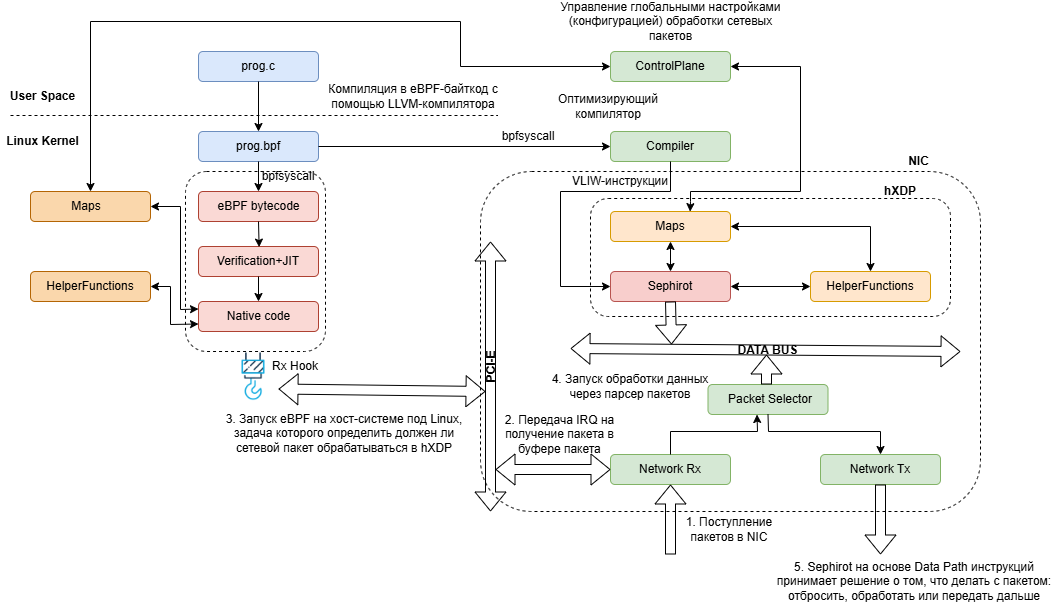 Управление глобальными настройками
(конфигурацией) обработки сетевых
пакетов
prog.c
ControlPlane
User Space
Компиляция в eBPF-байткод с
помощью LLVM-компилятора
Оптимизирующий
компилятор
Linux Kernel
prog.bpf
bpfsyscall
Compiler
NIC
bpfsyscall
VLIW-инструкции
hXDP
Maps
eBPF bytecode
Maps
Verification+JIT
HelperFunctions
Sephirot
HelperFunctions
Native code
DATA BUS
PCI-E
Rx Hook
4. Запуск обработки данных
через парсер пакетов
Packet Selector
3. Запуск eBPF на хост-системе под Linux,
задача которого определить должен ли
сетевой пакет обрабатываться в hXDP
2. Передача IRQ на
получение пакета в
буфере пакета
Network Rx
Network Tx
1. Поступление
пакетов в NIC
5. Sephirot на основе Data Path инструкций
принимает решение о том, что делать с пакетом:
отбросить, обработать или передать дальше